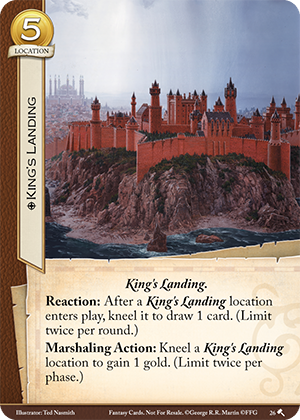 5
LOCATION
King's Landing
King's Landing.
Reaction: After a King's Landing location
enters play, kneel it to draw 1 card. (Limit
twice per round.)
Marshaling Action: Kneel a King's Landing
location to gain 1 gold. (Limit twice per
phase.)
Illustrator: Ted Nasmith
Fantasy Cards. Not For Resale. ©George R.R. Martin ©FFG
26